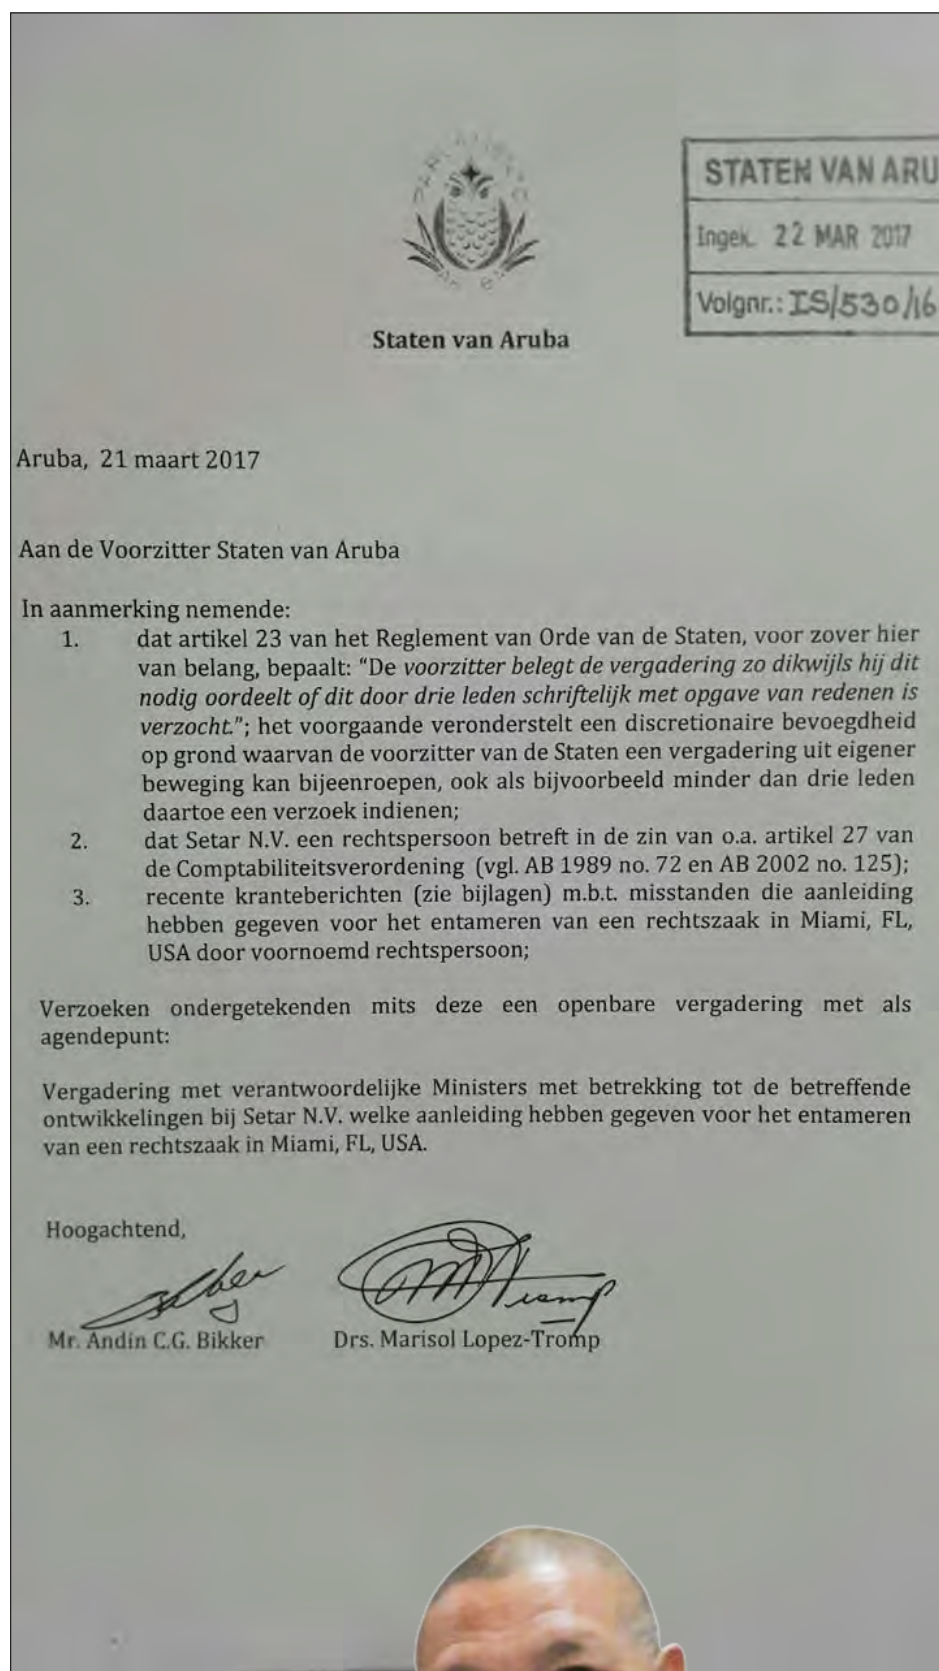 STATEN VAN ARU
Ingek. 22 MAR 2017
Volgnr.: IS/530/16
Staten van Aruba
Aruba, 21 maart 2017
Aan de Voorzitter Staten van Aruba
In aanmerking nemende:
1. dat artikel 23 van het Reglement van Orde van de Staten, voor zover hier
van belang, bepaalt: “De voorzitter belegt de vergadering zo dikwijls hij dit
nodig oordeelt of dit door drie leden schriftelijk met opgave van redenen is
verzocht.”; het voorgaande veronderstelt een discretionaire bevoegdheid
op grond waarvan de voorzitter van de Staten een vergadering uit eigener
beweging kan bijeenroepen, ook als bijvoorbeeld minder dan drie leden
daartoe een verzoek indienen;
2. dat Setar N.V. een rechtspersoon betreft in de zin van o.a. artikel 27 van
de Comptabiliteitsverordening (vgl. AB 1989 no. 72 en AB 2002 no. 125);
3. recente kranteberichten (zie bijlagen) m.b.t. misstanden die aanleiding
hebben gegeven voor het entameren van een rechtszaak in Miami, FL,
USA door voornoemd rechtspersoon;
Verzoeken ondergetekenden mits deze een openbare vergadering met als
agendepunt:
Vergadering met verantwoordelijke Ministers met betrekking tot de betreffende
ontwikkelingen bij Setar N.V. welke aanleiding hebben gegeven voor het entameren
van een rechtszaak in Miami, FL, USA.
Hoogachtend,
Mr. Andin C.G. Bikker Drs. Marisol Lopez-Tromp